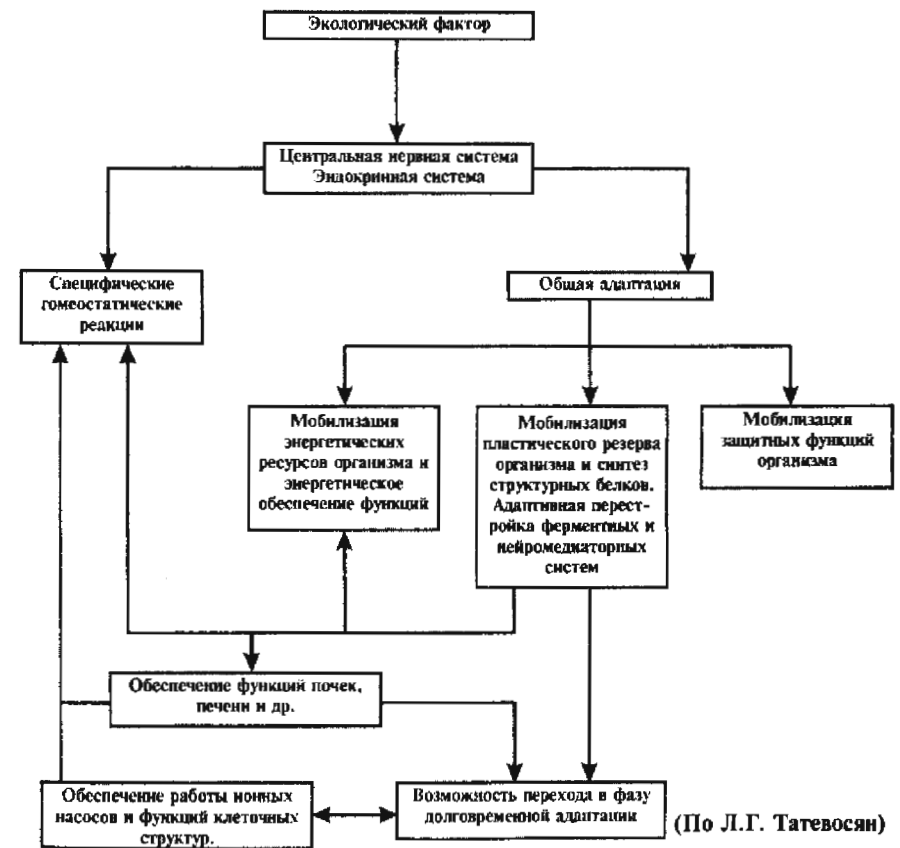 Экологический фактор
Центральная нервная система
Эндокринная система
Специфические
гомеостатические
реакции
Общая адаптация
Мобилизация
энергетических
ресурсов организма и
энергетическое
обеспечение функций
Мобилизация
пластического резерва
организма и синтез
структурных белков.
Адаптивная перест-
ройка ферментных и
нейромедиаторных
систем
Мобилизация
защитных функций
организма
Обеспечение функций почек,
печени и др.
Обеспечение работы ионных
насосов и функций клеточных
структур.
Возможность перехода в фазу
долговременной адаптации
(По Л.Г. Татевосян)